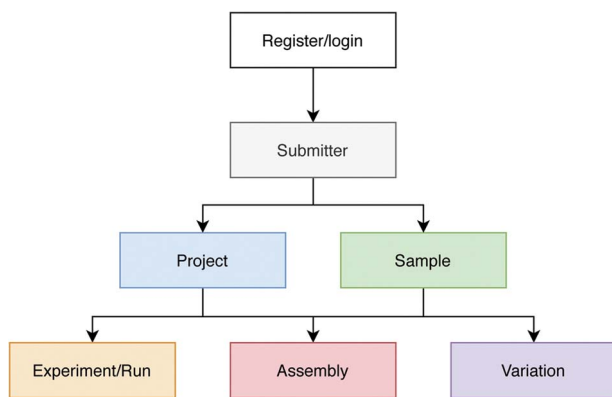 Register/login
Submitter
Project
Sample
Experiment/Run
Assembly
Variation